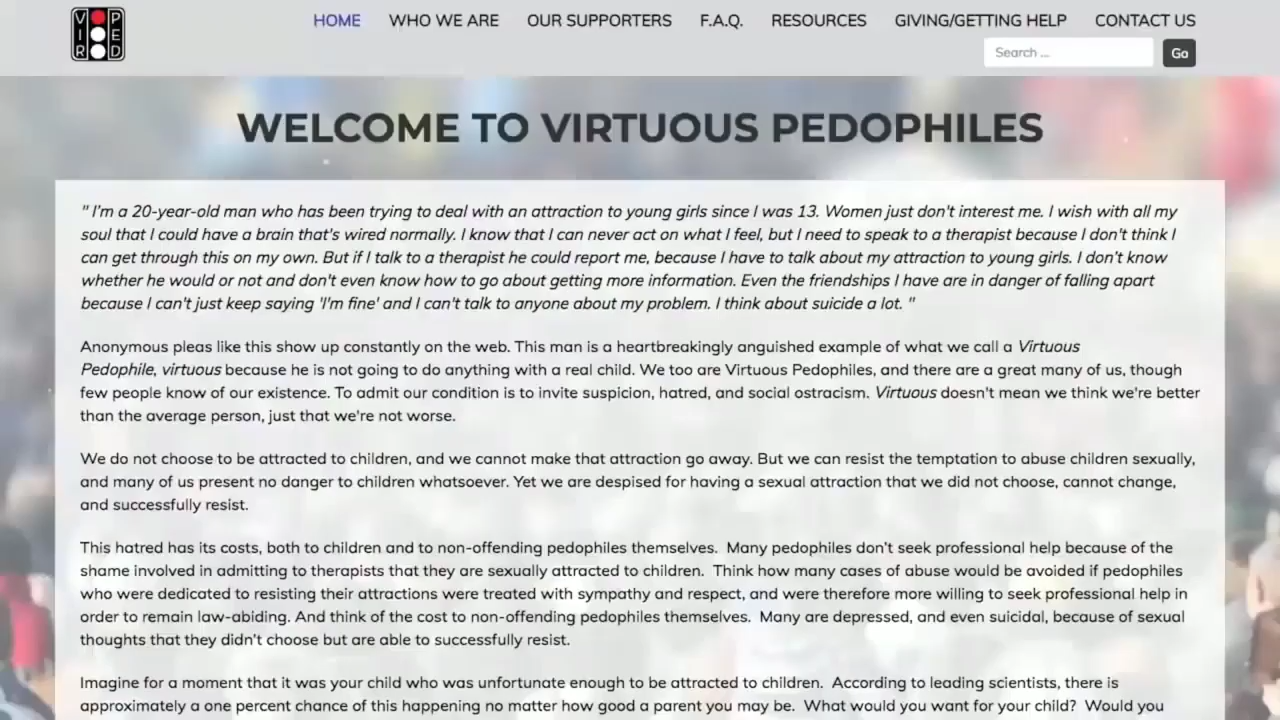 VIR PED
HOME WHO WE ARE OUR SUPPORTERS F.A.Q. RESOURCES GIVING/GETTING HELP CONTACT US
Search ... Go
WELCOME TO VIRTUOUS PEDOPHILES
" I'm a 20-year-old man who has been trying to deal with an attraction to young girls since I was 13. Women just don't interest me. I wish with all my
soul that I could have a brain that's wired normally. I know that I can never act on what I feel, but I need to speak to a therapist because I don't think I
can get through this on my own. But if I talk to a therapist he could report me, because I have to talk about my attraction to young girls. I don't know
whether he would or not and don't even know how to go about getting more information. Even the friendships I have are in danger of falling apart
because I can't just keep saying 'I'm fine' and I can't talk to anyone about my problem. I think about suicide a lot. "
Anonymous pleas like this show up constantly on the web. This man is a heartbreakingly anguished example of what we call a Virtuous
Pedophile, virtuous because he is not going to do anything with a real child. We too are Virtuous Pedophiles, and there are a great many of us, though
few people know of our existence. To admit our condition is to invite suspicion, hatred, and social ostracism. Virtuous doesn't mean we think we're better
than the average person, just that we're not worse.
We do not choose to be attracted to children, and we cannot make that attraction go away. But we can resist the temptation to abuse children sexually,
and many of us present no danger to children whatsoever. Yet we are despised for having a sexual attraction that we did not choose, cannot change,
and successfully resist.
This hatred has its costs, both to children and to non-offending pedophiles themselves. Many pedophiles don't seek professional help because of the
shame involved in admitting to therapists that they are sexually attracted to children. Think how many cases of abuse would be avoided if pedophiles
who were dedicated to resisting their attractions were treated with sympathy and respect, and were therefore more willing to seek professional help in
order to remain law-abiding. And think of the cost to non-offending pedophiles themselves. Many are depressed, and even suicidal, because of sexual
thoughts that they didn't choose but are able to successfully resist.
Imagine for a moment that it was your child who was unfortunate enough to be attracted to children. According to leading scientists, there is
approximately a one percent chance of this happening no matter how good a parent you may be. What would you want for your child? Would you